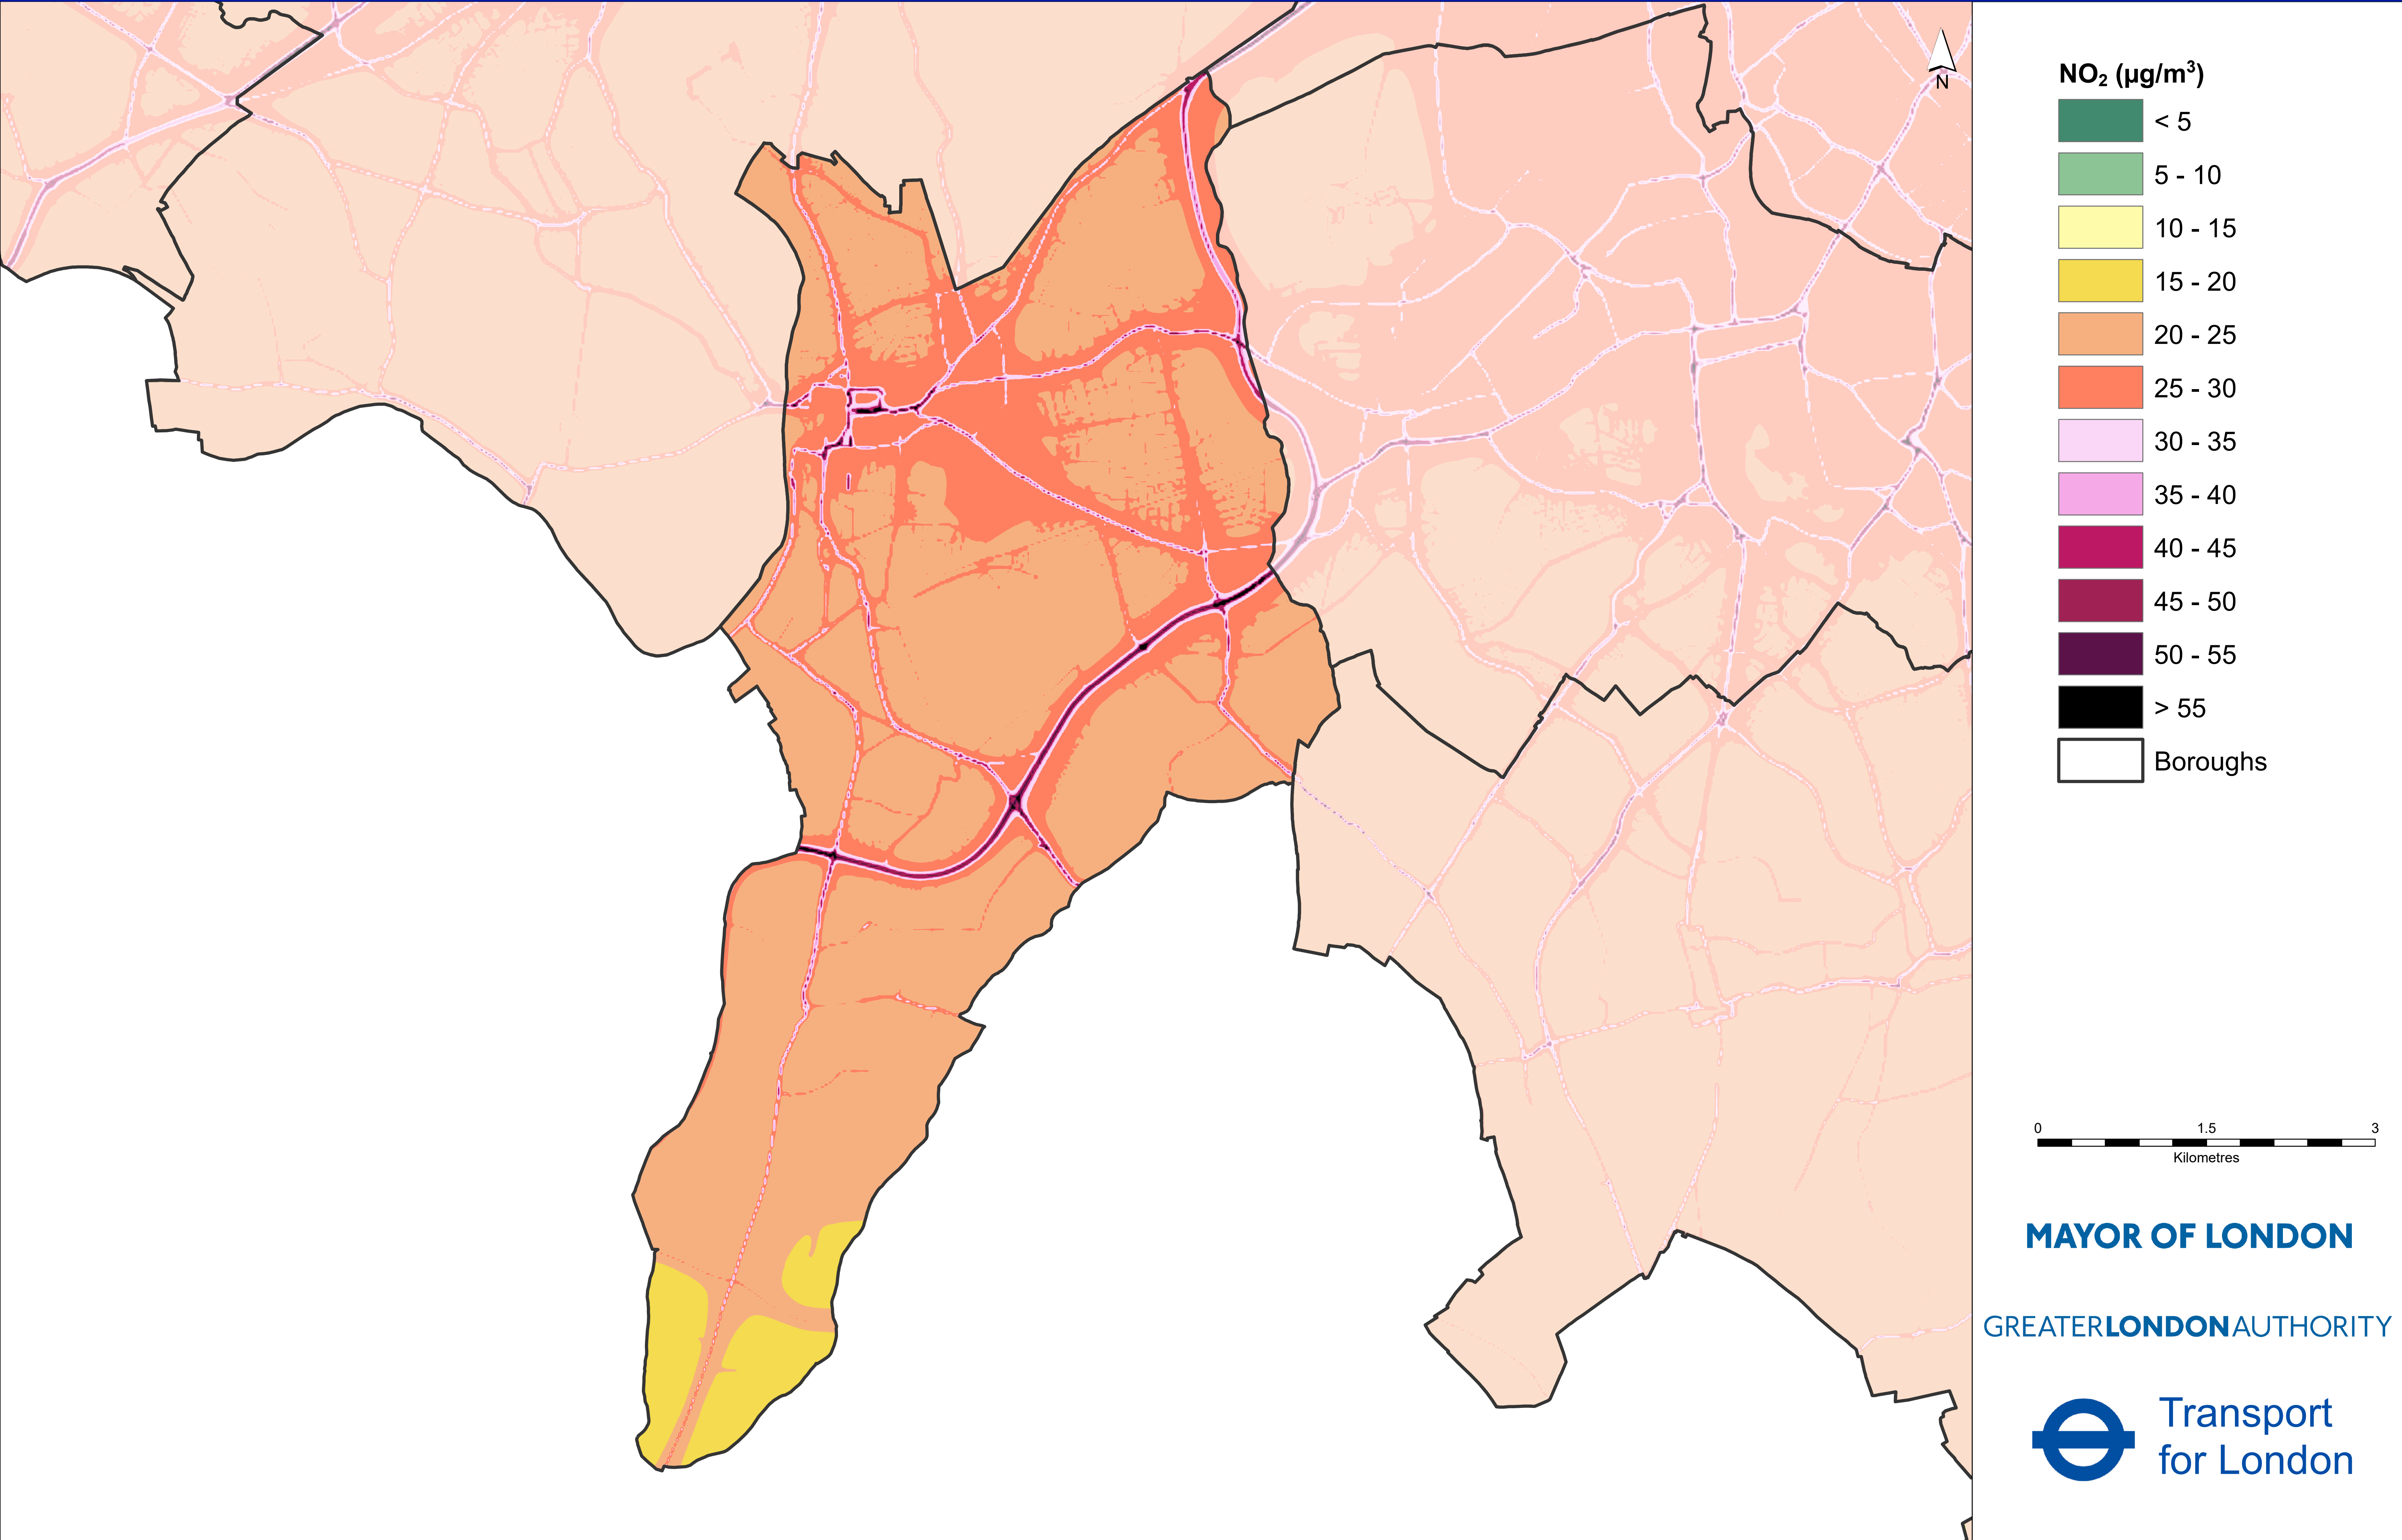 N
NO₂ (µg/m³)
< 5
5 - 10
10 - 15
15 - 20
20 - 25
25 - 30
30 - 35
35 - 40
40 - 45
45 - 50
50 - 55
> 55
Boroughs
0 1.5 3
Kilometres
MAYOR OF LONDON
GREATERLONDONAUTHORITY
Transport
for London